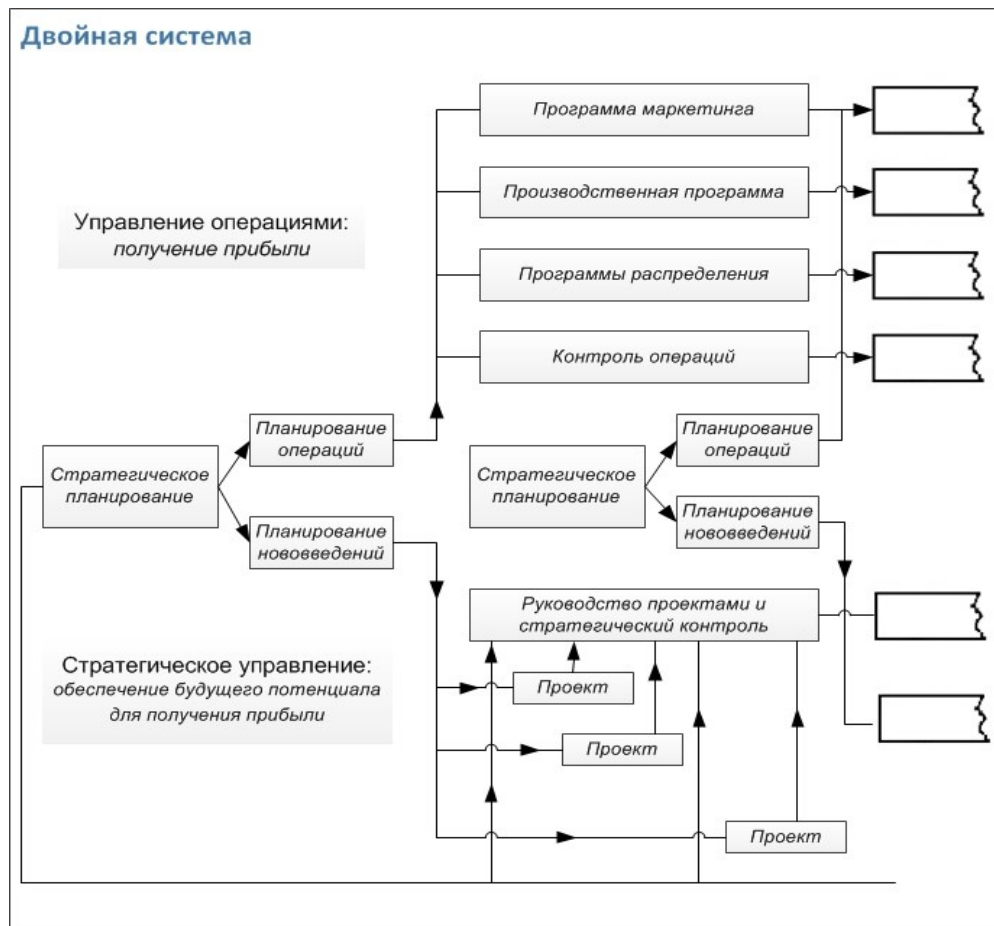 Двойная система
Программа маркетинга
Производственная программа
Управление операциями:
получение прибыли
Программы распределения
Контроль операций
Планирование
операций
Стратегическое
планирование
Планирование
нововведений
Планирование
операций
Стратегическое
планирование
Планирование
нововведений
Руководство проектами и
стратегический контроль
Стратегическое управление:
обеспечение будущего потенциала
для получения прибыли
Проект
Проект
Проект